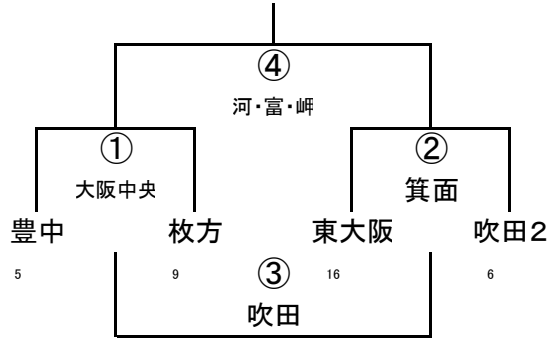 ④
河・富・岬
① ②
大阪中央 箕面
豊中 枚方 東大阪 吹田2
5 9 ③ 16 6
吹田